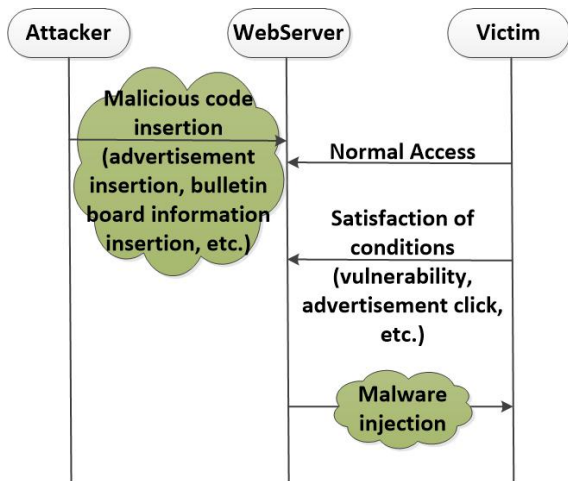 Attacker
WebServer
Victim
Malicious code
insertion
(advertisement
insertion, bulletin
board information
insertion, etc.)
Normal Access
Satisfaction of
conditions
(vulnerability,
advertisement click,
etc.)
Malware
injection